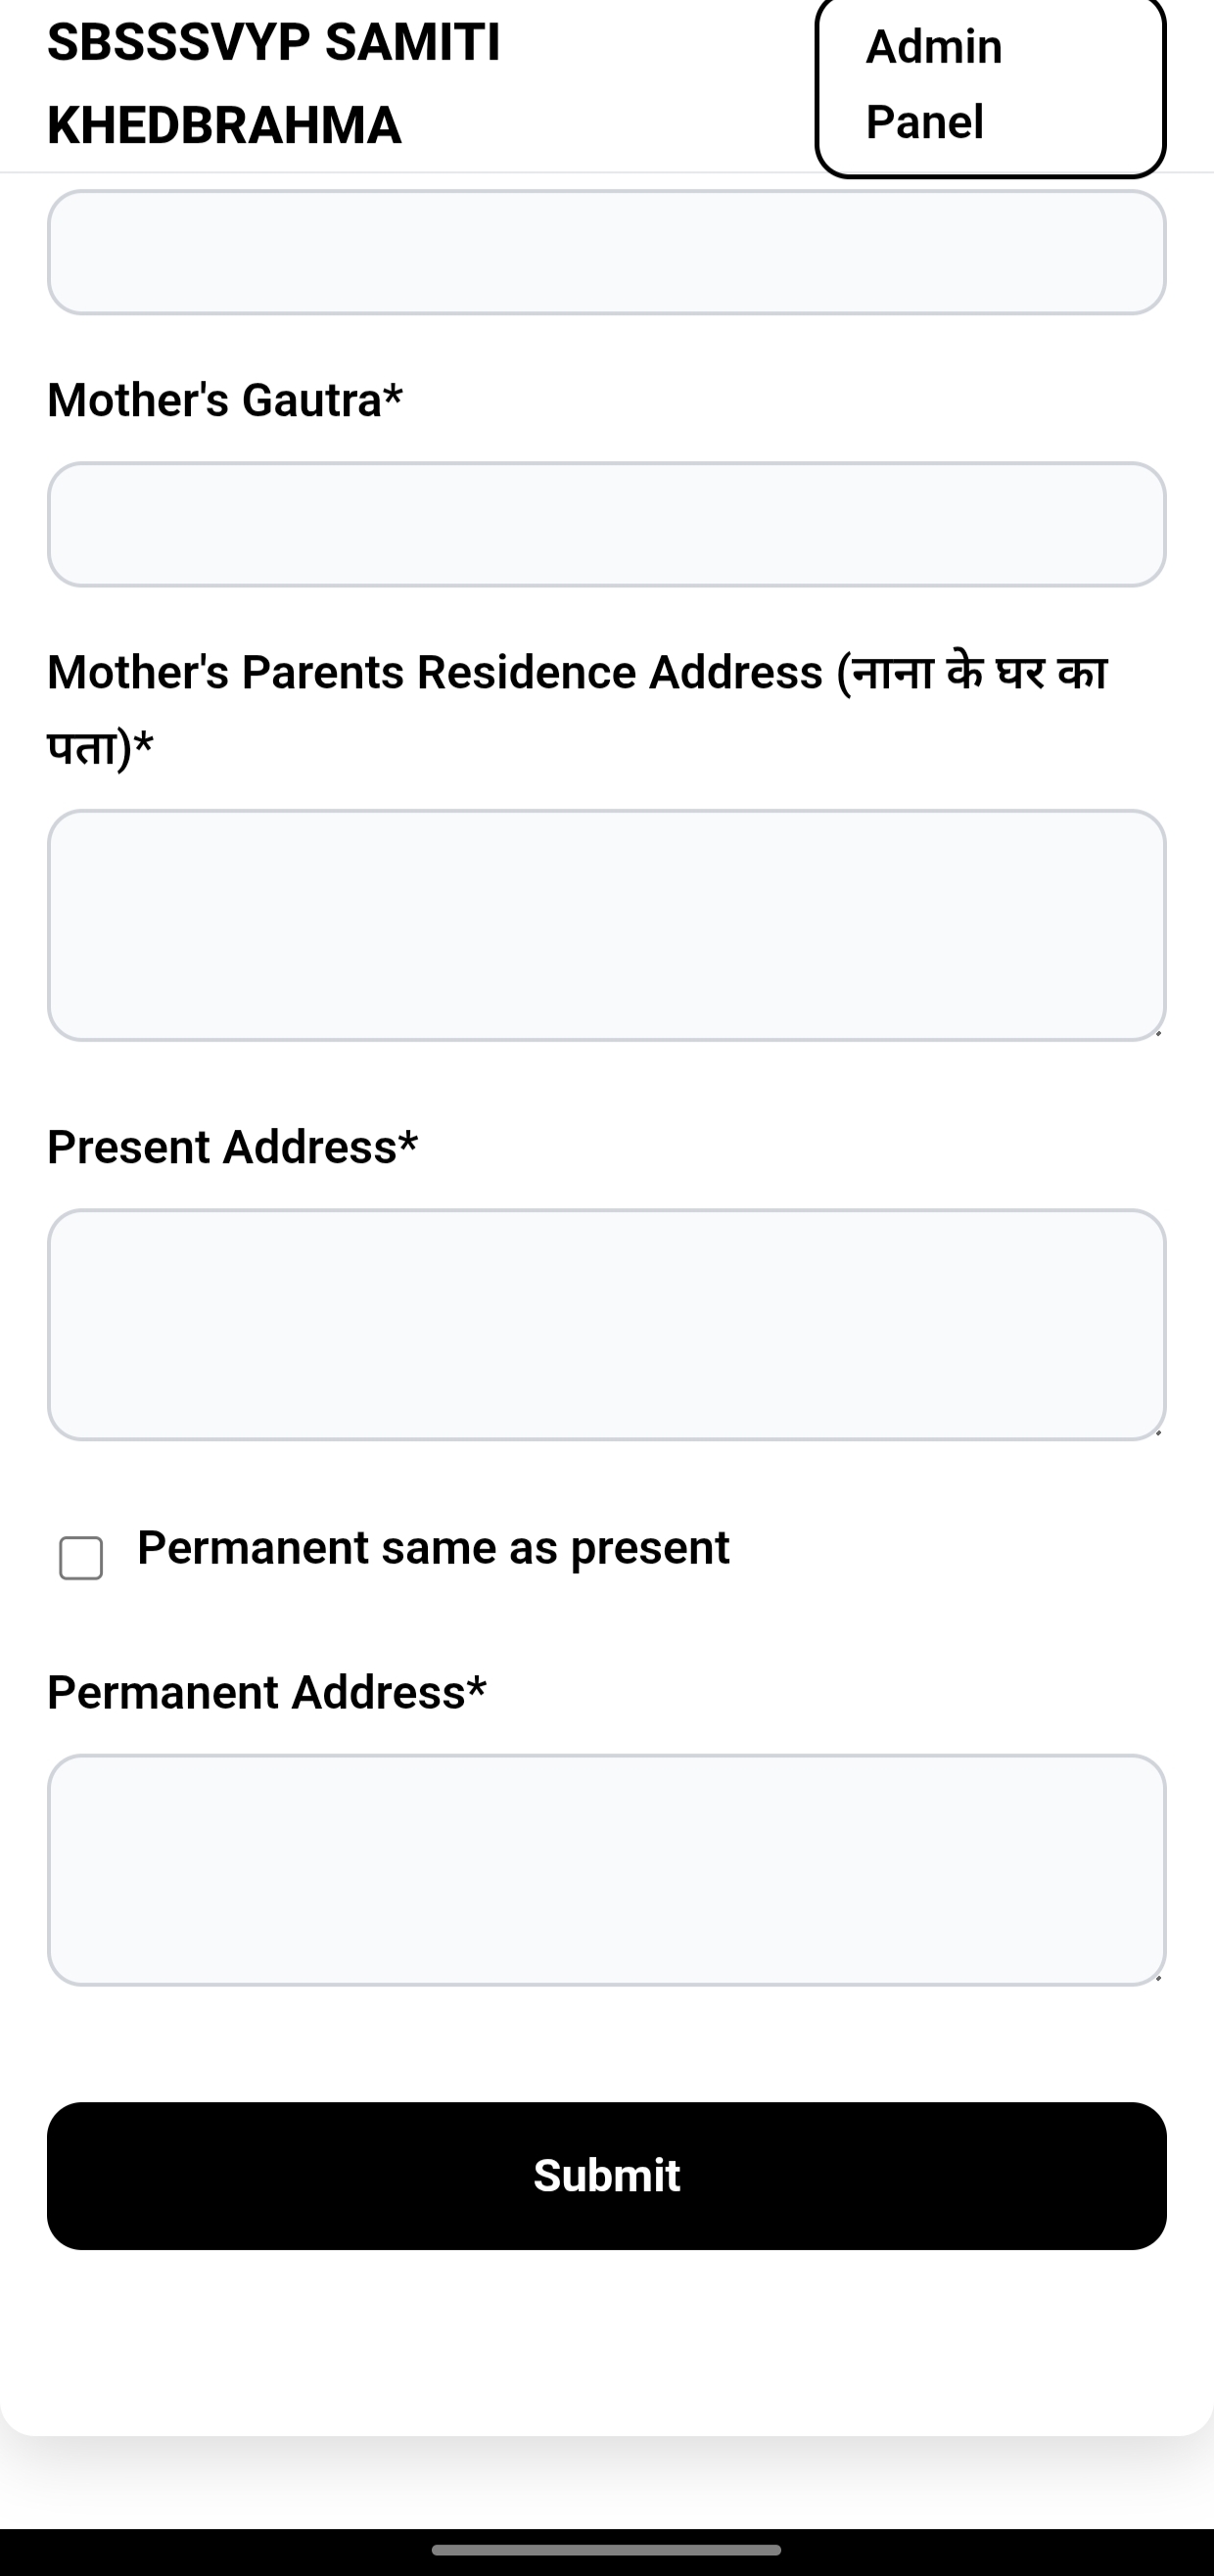 SBSSSVYP SAMITI
KHEDBRAHMA
Admin
Panel
Mother's Gautra*
Mother's Parents Residence Address (नाना के घर का
पता)*
Present Address*
Permanent same as present
Permanent Address*
Submit